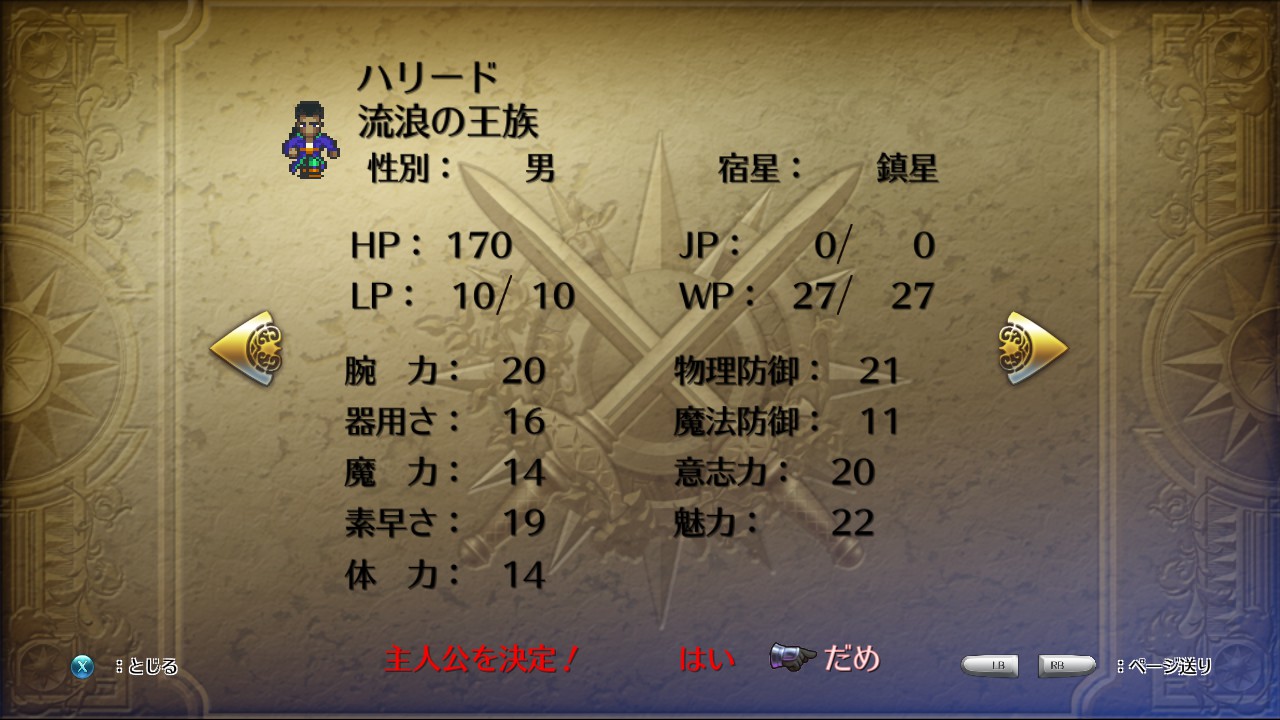 ハリード
流浪の王族
性別： 男 宿星： 鎮星
HP： 170 JP： 0/ 0
LP： 10/ 10 WP： 27/ 27
腕 力： 20 物理防御： 21
器用さ： 16 魔法防御： 11
魔 力： 14 意志力： 20
素早さ： 19 魅力： 22
体 力： 14
主人公を決定！ はい だめ
X ：とじる LB RB ：ページ送り